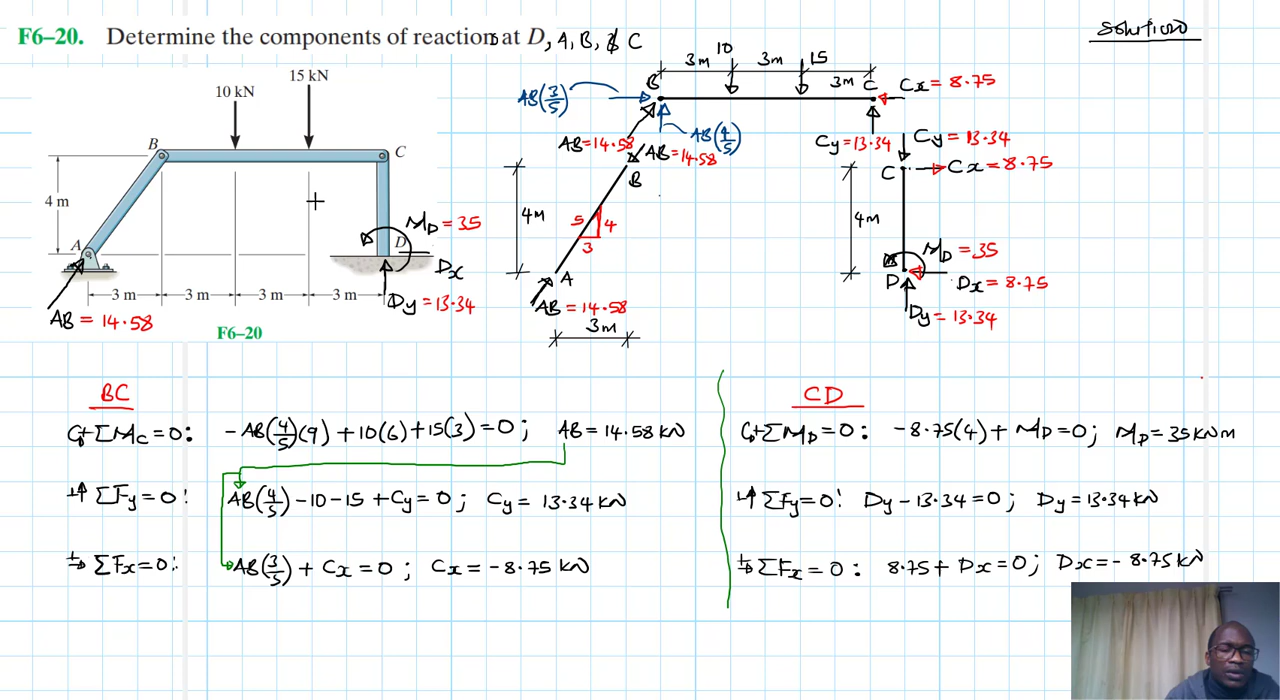 Solution
F6–20. Determine the components of reaction at D, A, B, & C
10 kN
15 kN
B
C
4 m
A
D
M_D = 35
Dx
Dy = 13.34
3 m
3 m
3 m
3 m
AB = 14.58
F6–20
10
15
3m
3m
3m
B
C
Cx = 8.75
AB(3/5)
AB(4/5)
AB = 14.58
Cy = 13.34
AB = 14.58
B
4m
5
4
3
A
AB = 14.58
3m
Cy = 13.34
C
Cx = 8.75
4m
M_D = 35
D
Dx = 8.75
Dy = 13.34
BC
+ΣM_C = 0: -AB(4/5)(9) + 10(6) + 15(3) = 0; AB = 14.58 kN
+↑ ΣFy = 0: AB(4/5) - 10 - 15 + Cy = 0; Cy = 13.34 kN
+→ ΣFx = 0: AB(3/5) + Cx = 0; Cx = -8.75 kN
CD
+ΣM_D = 0: -8.75(4) + M_D = 0; M_D = 35 kNm
+↑ ΣFy = 0: Dy - 13.34 = 0; Dy = 13.34 kN
+→ ΣFx = 0: 8.75 + Dx = 0; Dx = -8.75 kN